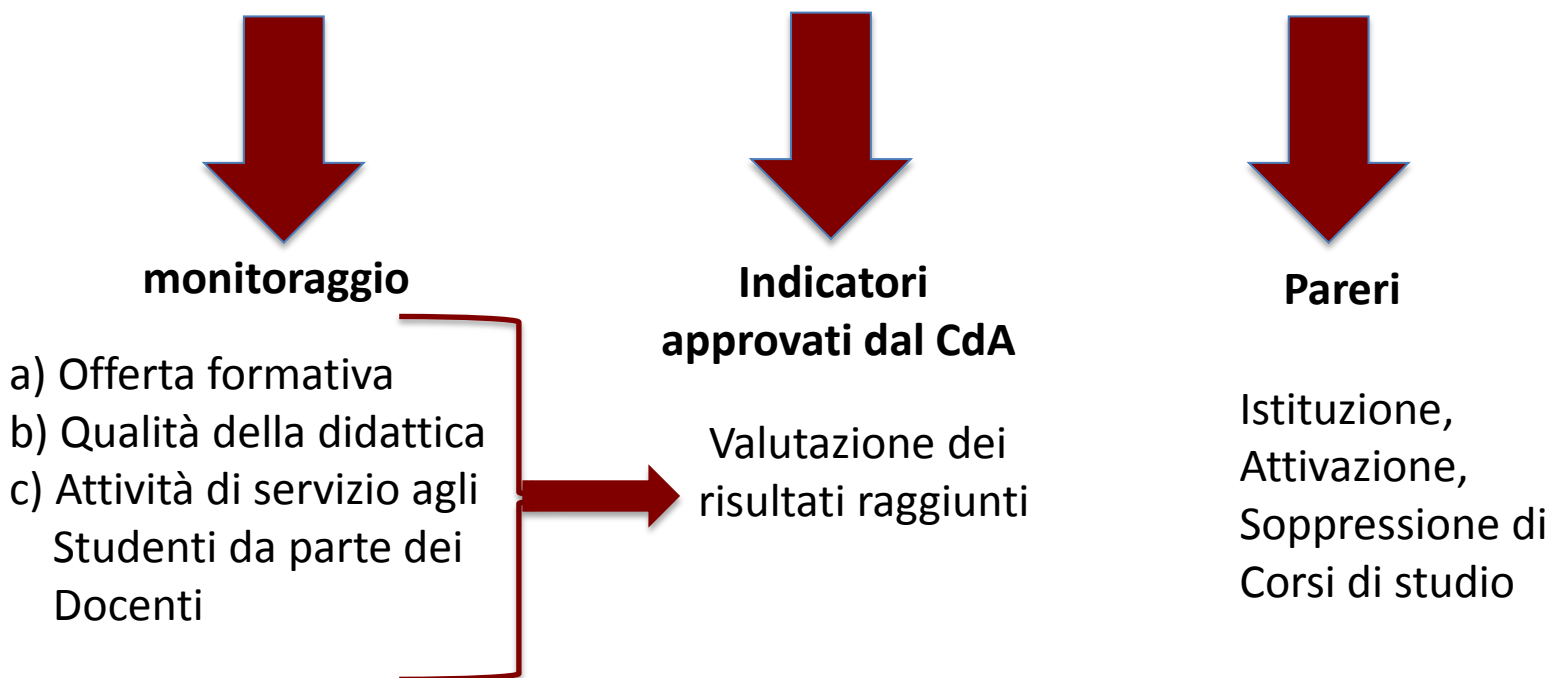 monitoraggio
a) Offerta formativa
b) Qualità della didattica
c) Attività di servizio agli
Studenti da parte dei
Docenti
Indicatori
approvati dal CdA
Valutazione dei
risultati raggiunti
Pareri
Istituzione,
Attivazione,
Soppressione di
Corsi di studio